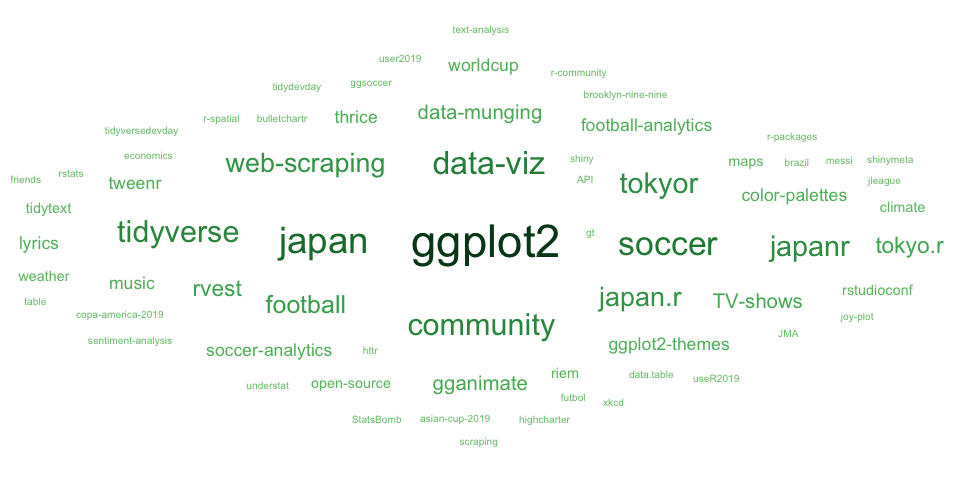 text-analysis
user2019
worldcup
r-community
tidydevday
ggsoccer
brooklyn-nine-nine
r-spatial
bulletchartr
thrice
data-munging
football-analytics
tidyversedevday
r-packages
economics
web-scraping
data-viz
shiny
maps
brazil
messi
shinymeta
friends
rstats
tweenr
API
tokyor
color-palettes
jleague
tidytext
climate
lyrics
tidyverse
japan
ggplot2
gt
soccer
japanr
tokyo.r
weather
music
rvest
football
japan.r
TV-shows
rstudioconf
table
copa-america-2019
community
joy-plot
sentiment-analysis
soccer-analytics
httr
ggplot2-themes
JMA
understat
open-source
gganimate
riem
data.table
useR2019
futbol
xkcd
StatsBomb
asian-cup-2019
highcharter
scraping